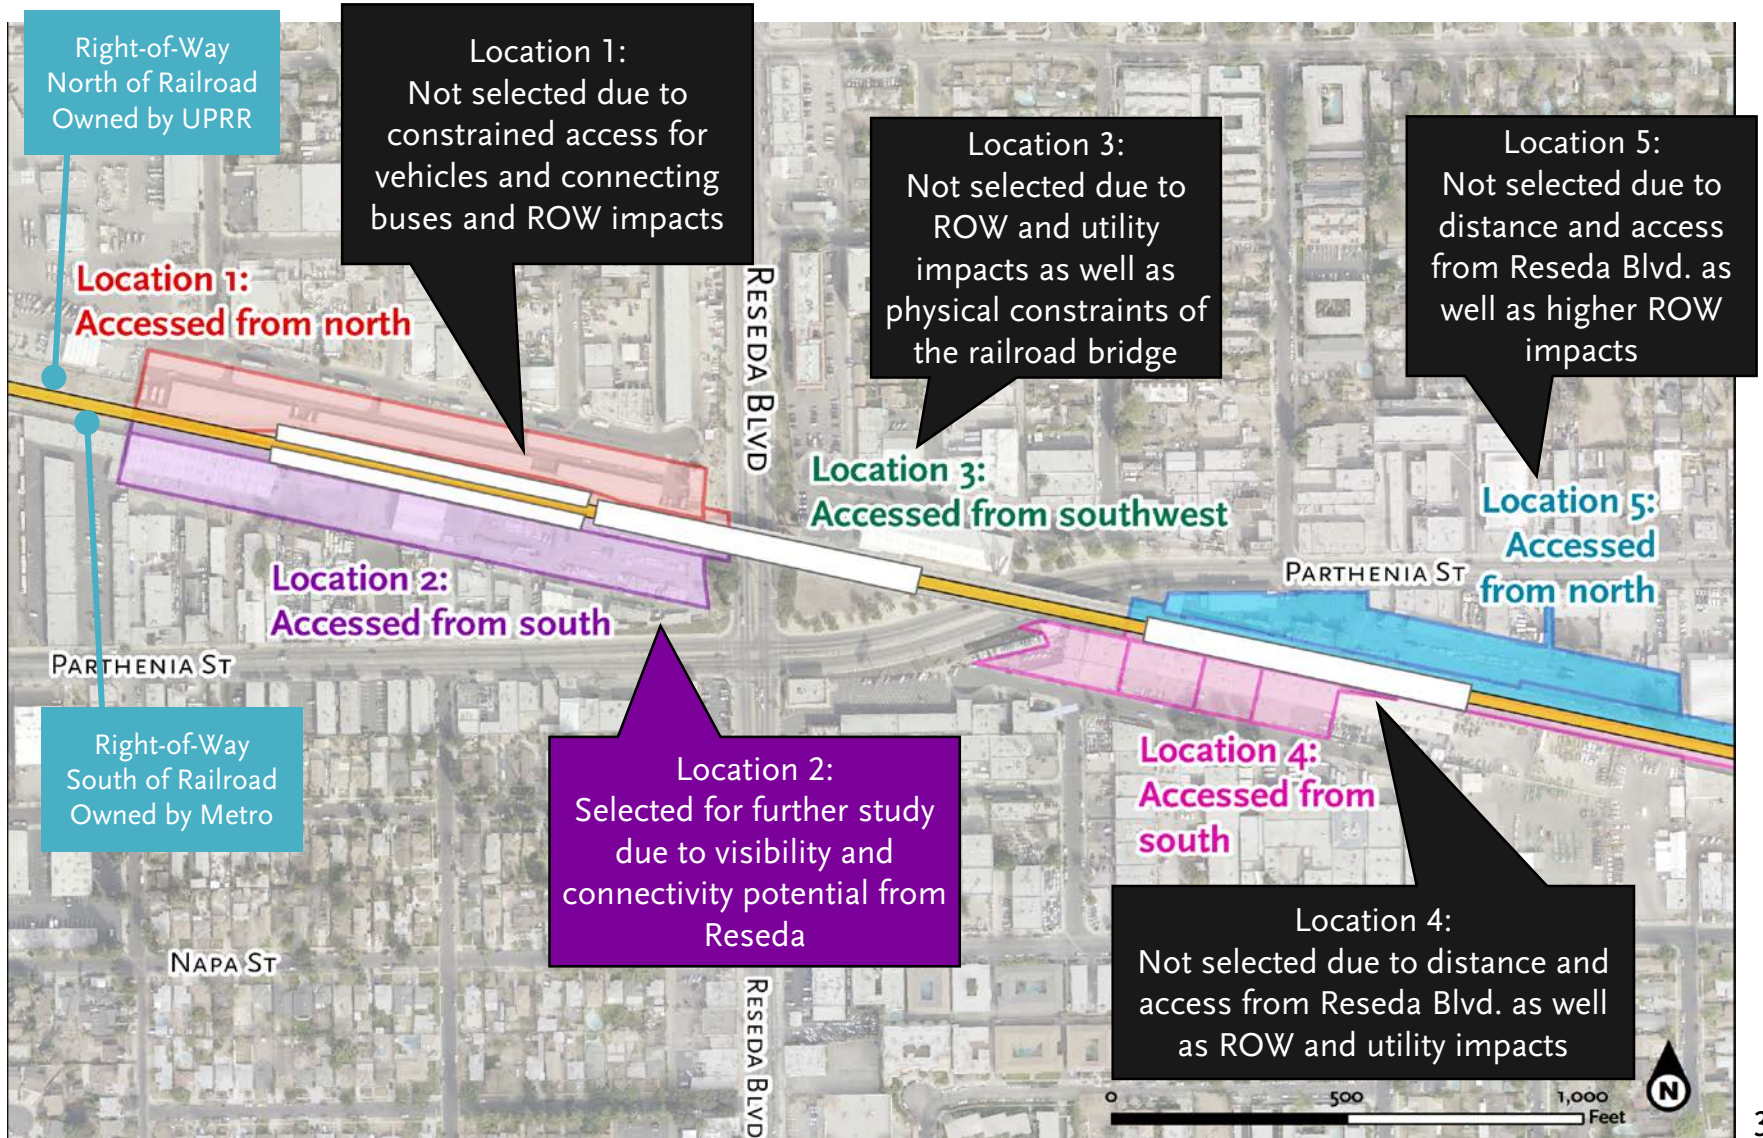 Right-of-Way
North of Railroad
Owned by UPRR
Location 1:
Not selected due to
constrained access for
vehicles and connecting
buses and ROW impacts
Location 3:
Not selected due to
ROW and utility
impacts as well as
physical constraints of
the railroad bridge
Location 5:
Not selected due to
distance and access
from Reseda Blvd. as
well as higher ROW
impacts
Location 1:
Accessed from north
RESEDA BLVD
Location 3:
Accessed from southwest
Location 5:
Accessed
from north
PARTHENIA ST
Location 2:
Accessed from south
PARTHENIA ST
Right-of-Way
South of Railroad
Owned by Metro
Location 2:
Selected for further study
due to visibility and
connectivity potential from
Reseda
Location 4:
Accessed from
south
Location 4:
Not selected due to distance and
access from Reseda Blvd. as well
as ROW and utility impacts
NAPA ST
RESEDA BLVD
0 500 1,000
Feet
N
3